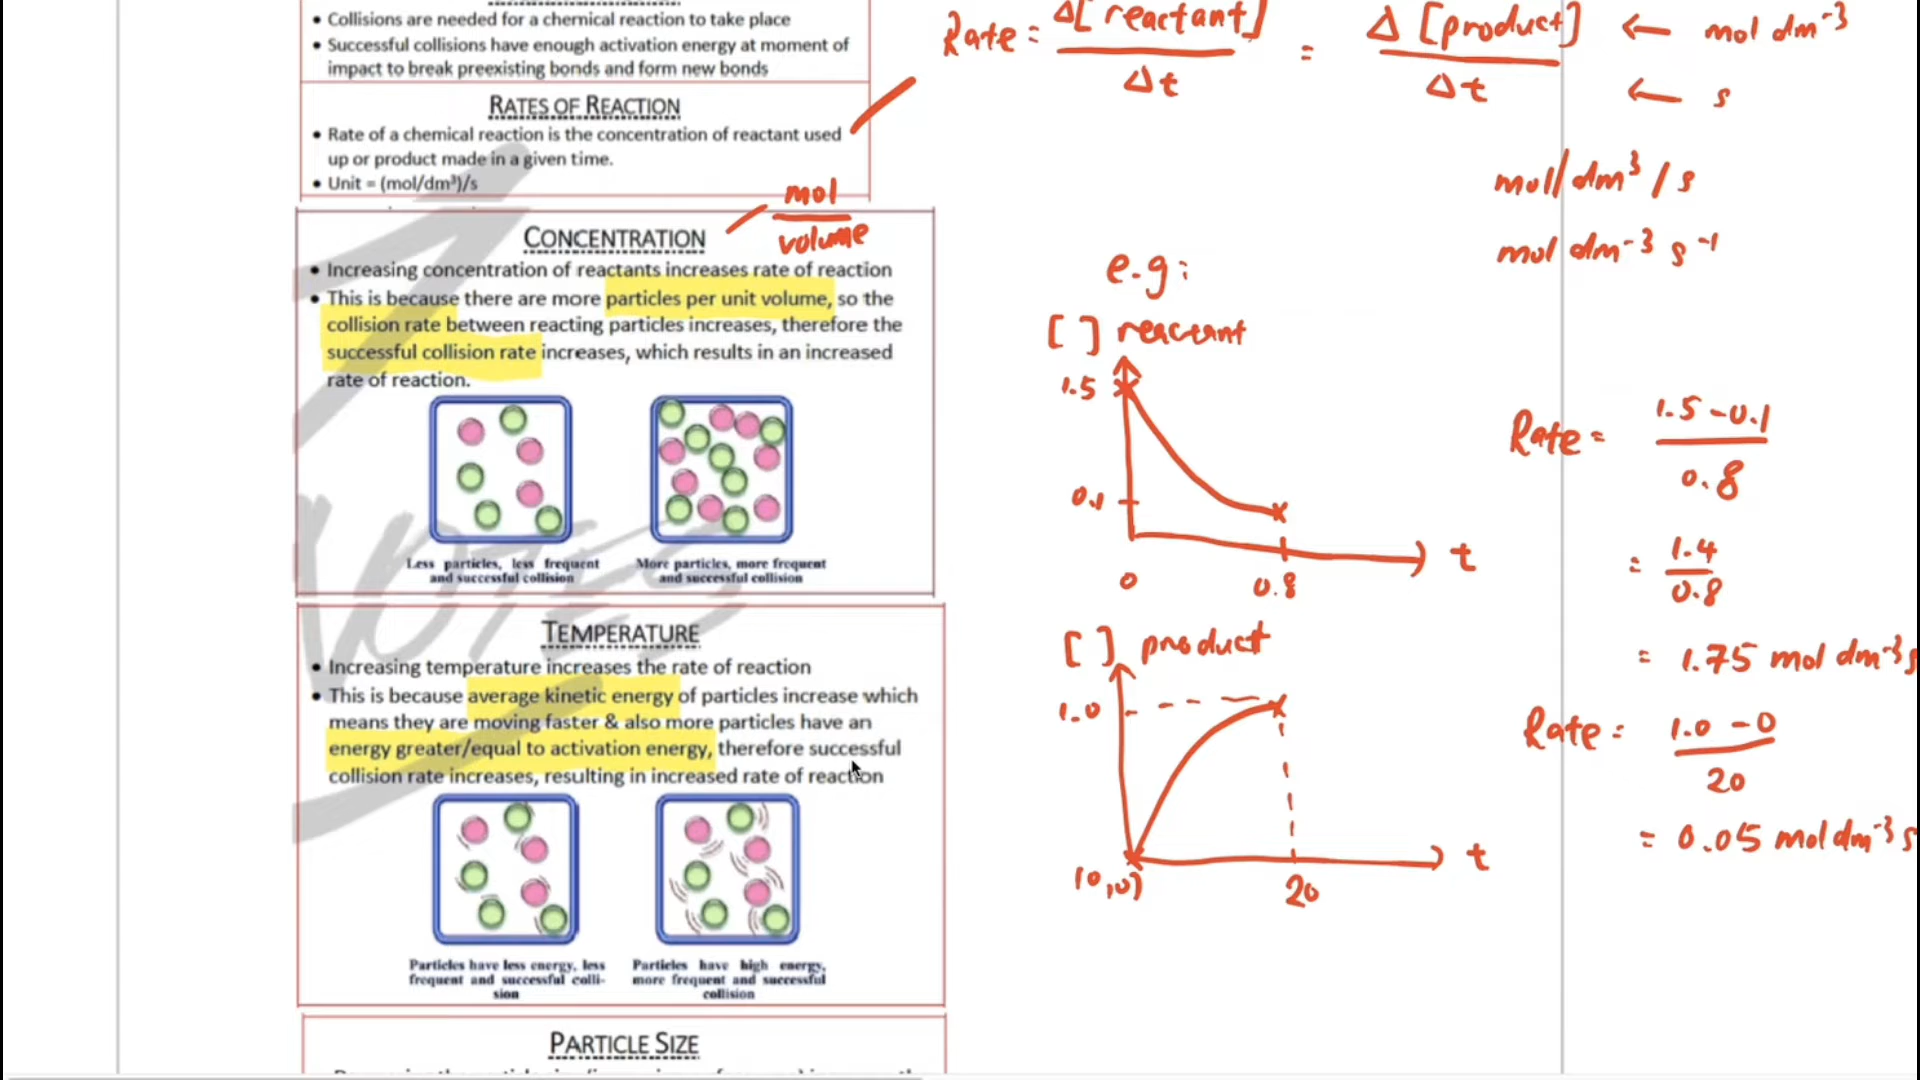 • Collisions are needed for a chemical reaction to take place
• Successful collisions have enough activation energy at moment of
impact to break preexisting bonds and form new bonds
RATES OF REACTION
• Rate of a chemical reaction is the concentration of reactant used
up or product made in a given time.
• Unit = (mol/dm³)/s
CONCENTRATION
mol
volume
• Increasing concentration of reactants increases rate of reaction
• This is because there are more particles per unit volume, so the
collision rate between reacting particles increases, therefore the
successful collision rate increases, which results in an increased
rate of reaction.
Less particles, less frequent
and successful collision
More particles, more frequent
and successful collision
TEMPERATURE
• Increasing temperature increases the rate of reaction
• This is because average kinetic energy of particles increase which
means they are moving faster & also more particles have an
energy greater/equal to activation energy, therefore successful
collision rate increases, resulting in increased rate of reaction
Particles have less energy, less
frequent and successful colli-
sion
Particles have high energy,
more frequent and successful
collision
PARTICLE SIZE
NOTES
Rate = Δ[reactant] / Δt = Δ[product] / Δt
← mol dm⁻³
← s
mol/dm³/s
mol dm⁻³ s⁻¹
e.g:
[ ] reactant
1.5
0.1
0
0.8
t
Rate = 1.5 - 0.1 / 0.8
= 1.4 / 0.8
= 1.75 mol dm⁻³ s
[ ] product
1.0
(0,0)
20
t
Rate = 1.0 - 0 / 20
= 0.05 mol dm⁻³ s